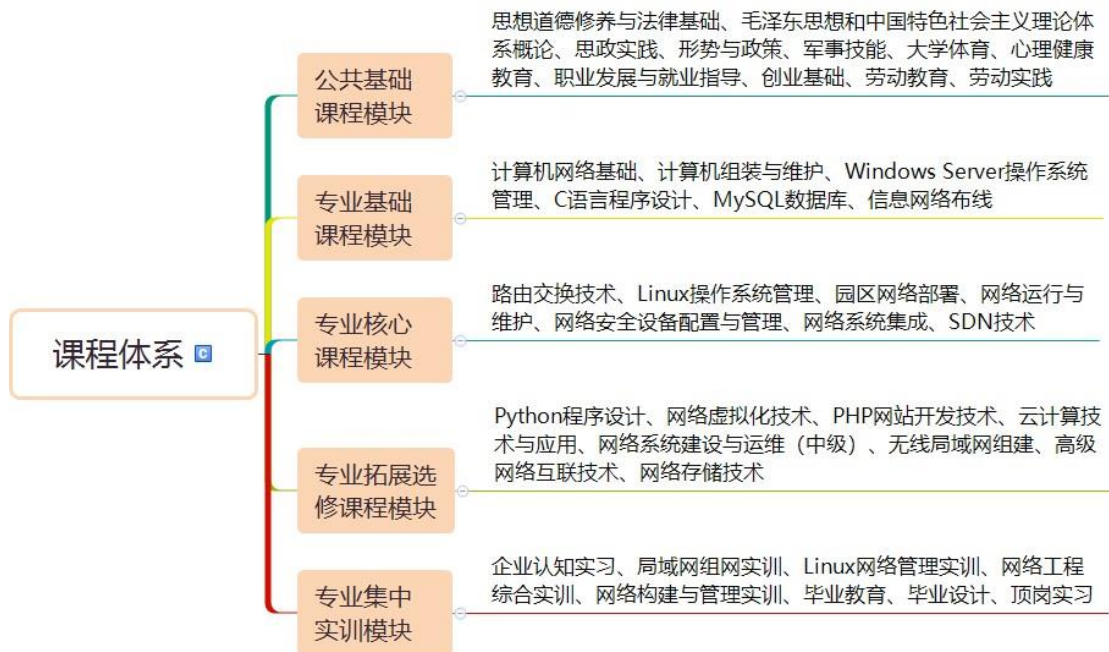 思想道德修养与法律基础、毛泽东思想和中国特色社会主义理论体
系概论、思政实践、形势与政策、军事技能、大学体育、心理健康
教育、职业发展与就业指导、创业基础、劳动教育、劳动实践
公共基础
课程模块
计算机网络基础、计算机组装与维护、Windows Server操作系统
管理、C语言程序设计、MySQL数据库、信息网络布线
专业基础
课程模块
路由交换技术、Linux操作系统管理、园区网络部署、网络运行与
维护、网络安全设备配置与管理、网络系统集成、SDN技术
专业核心
课程模块
课程体系 C
Python程序设计、网络虚拟化技术、PHP网站开发技术、云计算技
术与应用、网络系统建设与运维（中级）、无线局域网组建、高级
网络互联技术、网络存储技术
专业拓展选
修课程模块
企业认知实习、局域网组网实训、Linux网络管理实训、网络工程
综合实训、网络构建与管理实训、毕业教育、毕业设计、顶岗实习
专业集中
实训模块